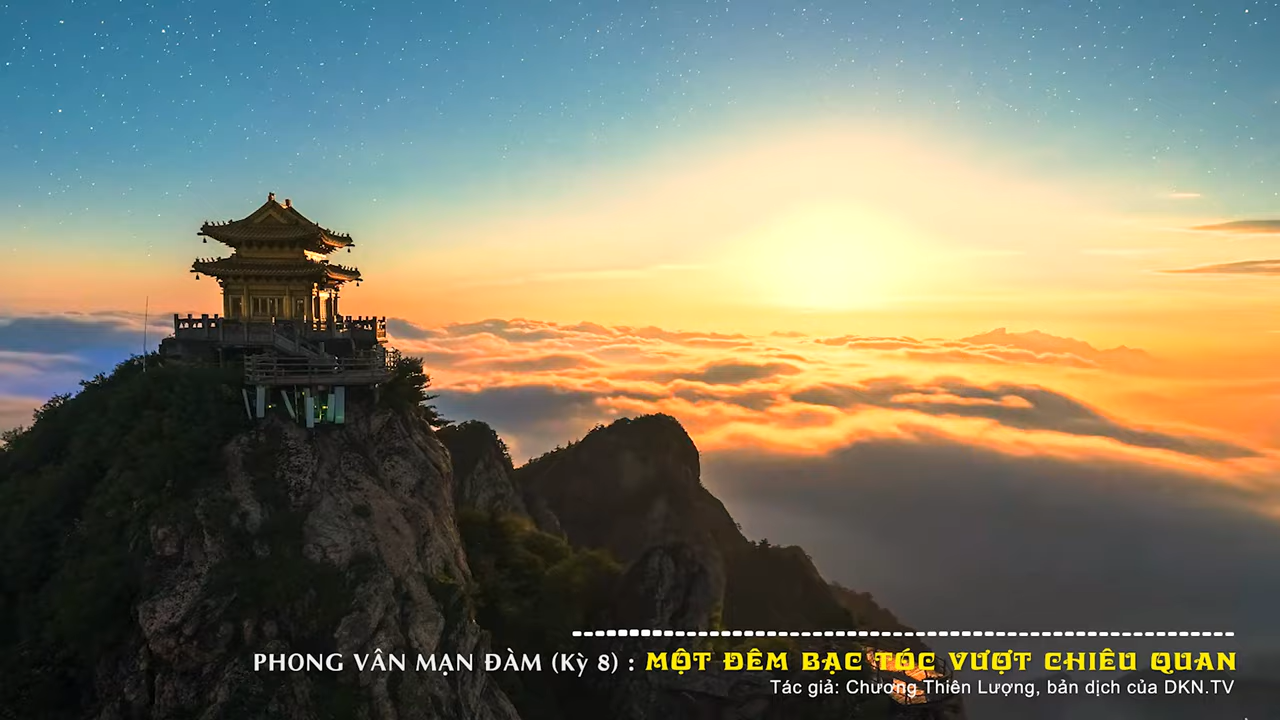 PHONG VÂN MẠN ĐÀM (Kỳ 8) : MỘT ĐÊM BẠC TÓC VƯỢT CHIÊU QUAN
Tác giả: Chương Thiên Lượng, bản dịch của DKN.TV